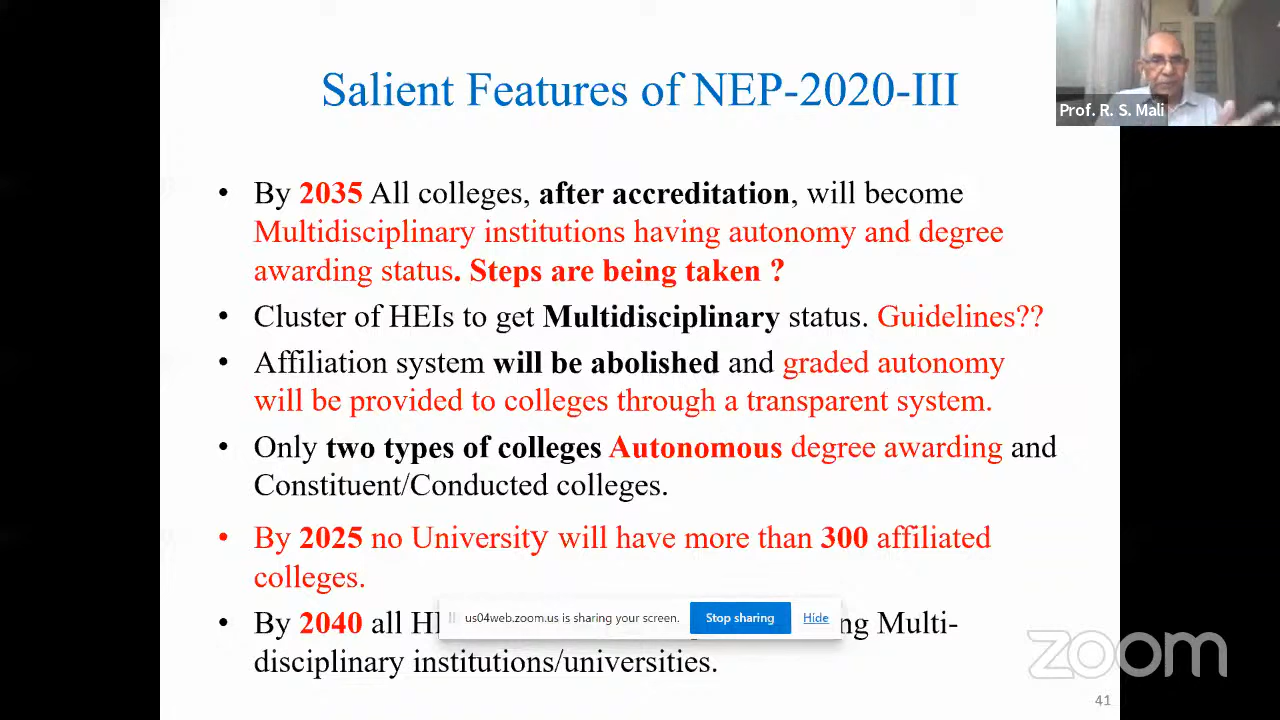 Salient Features of NEP-2020-III
Prof. R. S. Mali
• By 2035 All colleges, after accreditation, will become
Multidisciplinary institutions having autonomy and degree
awarding status. Steps are being taken ?
• Cluster of HEIs to get Multidisciplinary status. Guidelines??
• Affiliation system will be abolished and graded autonomy
will be provided to colleges through a transparent system.
• Only two types of colleges Autonomous degree awarding and
Constituent/Conducted colleges.
• By 2025 no University will have more than 300 affiliated
colleges.
• By 2040 all Multi-
disciplinary institutions/universities.
us04web.zoom.us is sharing your screen. Stop sharing Hide
zoom
41